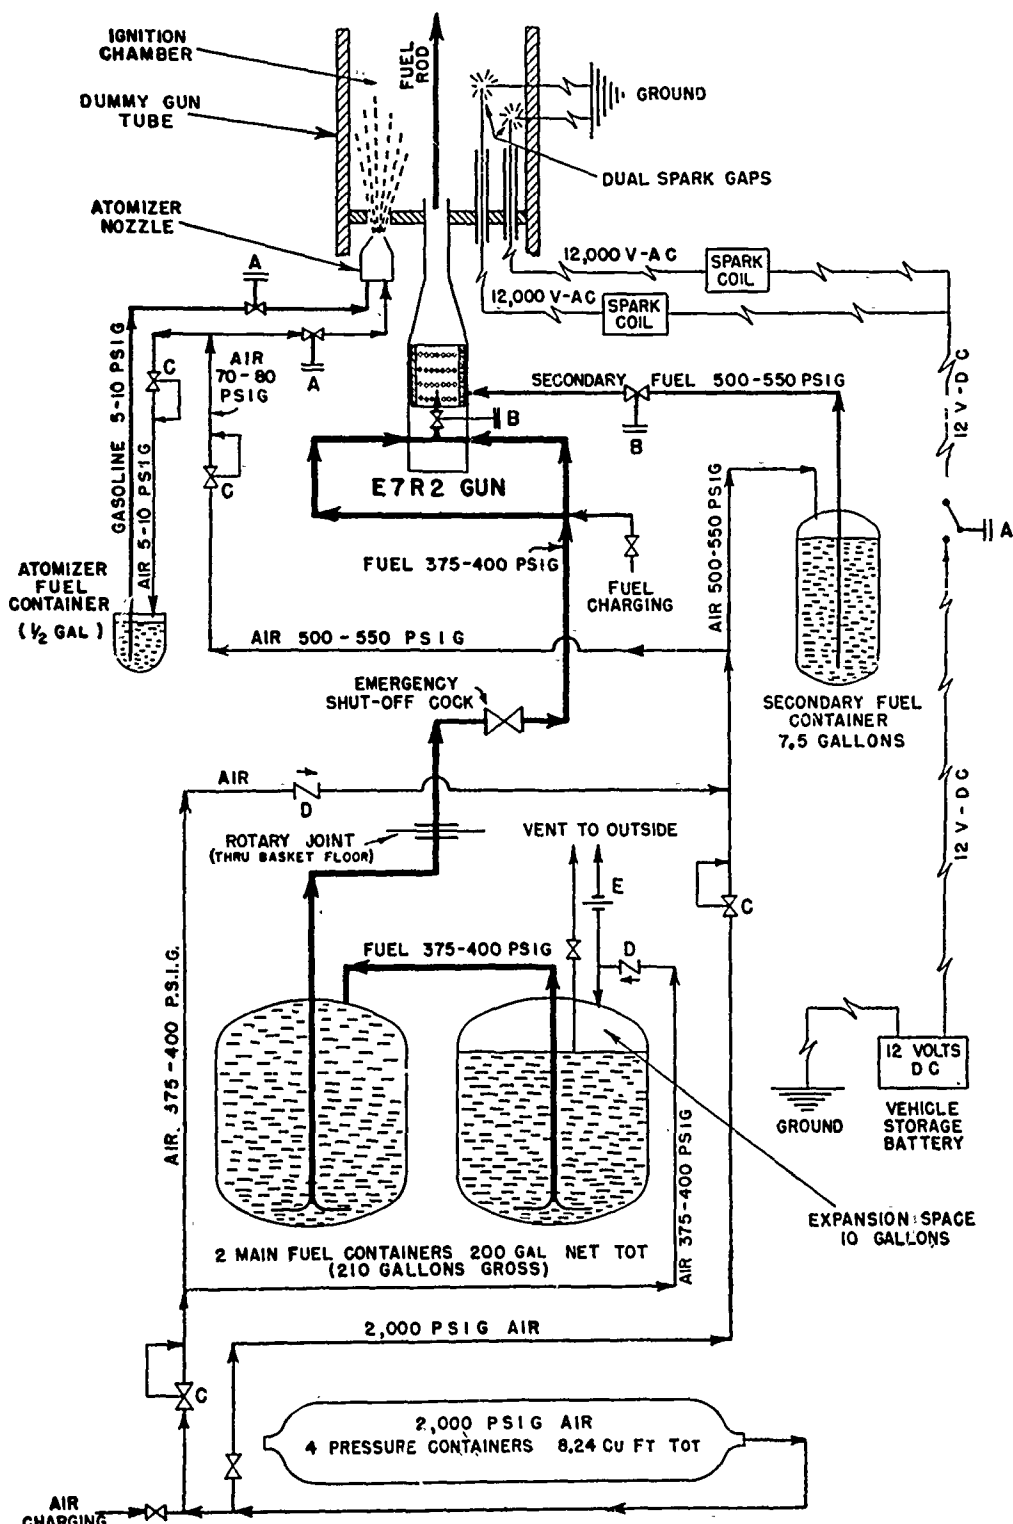 IGNITION
CHAMBER
FUEL
ROD
GROUND
DUMMY GUN
TUBE
DUAL SPARK GAPS
ATOMIZER
NOZZLE
A
12,000 V-AC
SPARK
COIL
12,000 V-AC
SPARK
COIL
GASOLINE 5-10 PSIG
C
AIR
70-80
PSIG
A
SECONDARY FUEL 500-550 PSIG
12 V-DC
B
B
AIR 5-10 PSIG
C
E7R2 GUN
AIR 500-550 PSIG
A
FUEL 375-400 PSIG
ATOMIZER
FUEL
CONTAINER
(1/2 GAL)
FUEL
CHARGING
AIR 500-550 PSIG
EMERGENCY
SHUT-OFF COCK
SECONDARY FUEL
CONTAINER
7.5 GALLONS
AIR
D
12 V-DC
ROTARY JOINT
(THRU BASKET FLOOR)
VENT TO OUTSIDE
E
C
FUEL 375-400 PSIG
D
AIR 375-400 P.S.I.G.
12 VOLTS
DC
GROUND
VEHICLE
STORAGE
BATTERY
AIR 375-400 PSIG
EXPANSION SPACE
10 GALLONS
2 MAIN FUEL CONTAINERS 200 GAL NET TOT
(210 GALLONS GROSS)
2,000 PSIG AIR
C
2,000 PSIG AIR
4 PRESSURE CONTAINERS 8.24 CU FT TOT
AIR
CHARGING